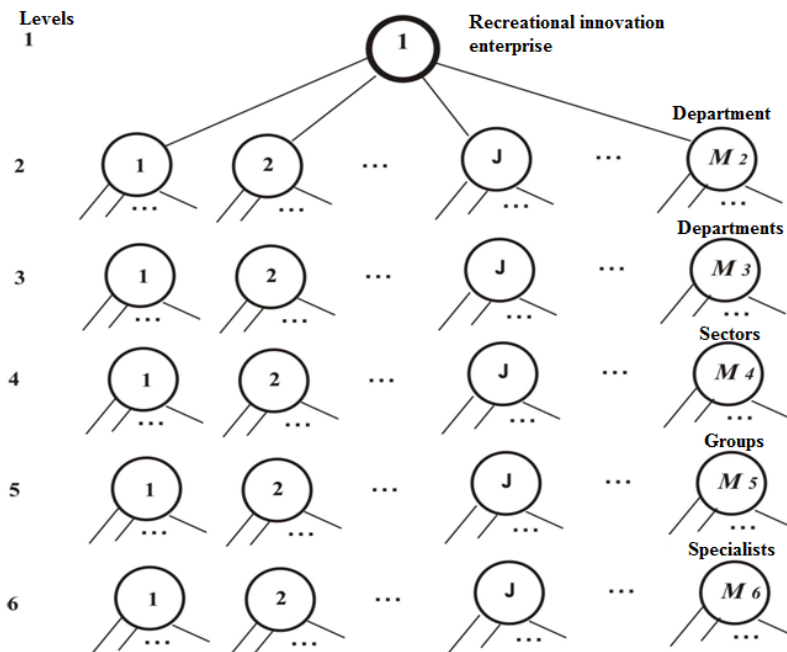 Levels
1
1
Recreational innovation
enterprise
Department
2
1
2
...
J
...
M 2
... ... ... ...
Departments
3
1
2
...
J
...
M 3
... ... ... ...
Sectors
4
1
2
...
J
...
M 4
... ... ... ...
Groups
5
1
2
...
J
...
M 5
... ... ... ...
Specialists
6
1
2
...
J
...
M 6
... ... ... ...